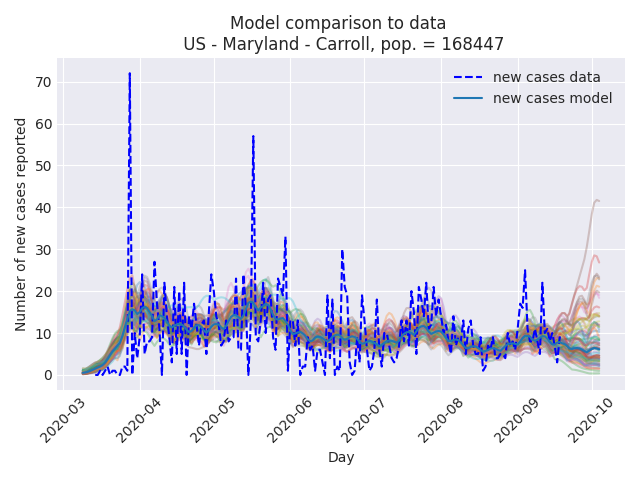 Model comparison to data
US - Maryland - Carroll, pop. = 168447
new cases data
new cases model
Number of new cases reported
70
60
50
40
30
20
10
0
2020-03
2020-04
2020-05
2020-06
2020-07
2020-08
2020-09
2020-10
Day